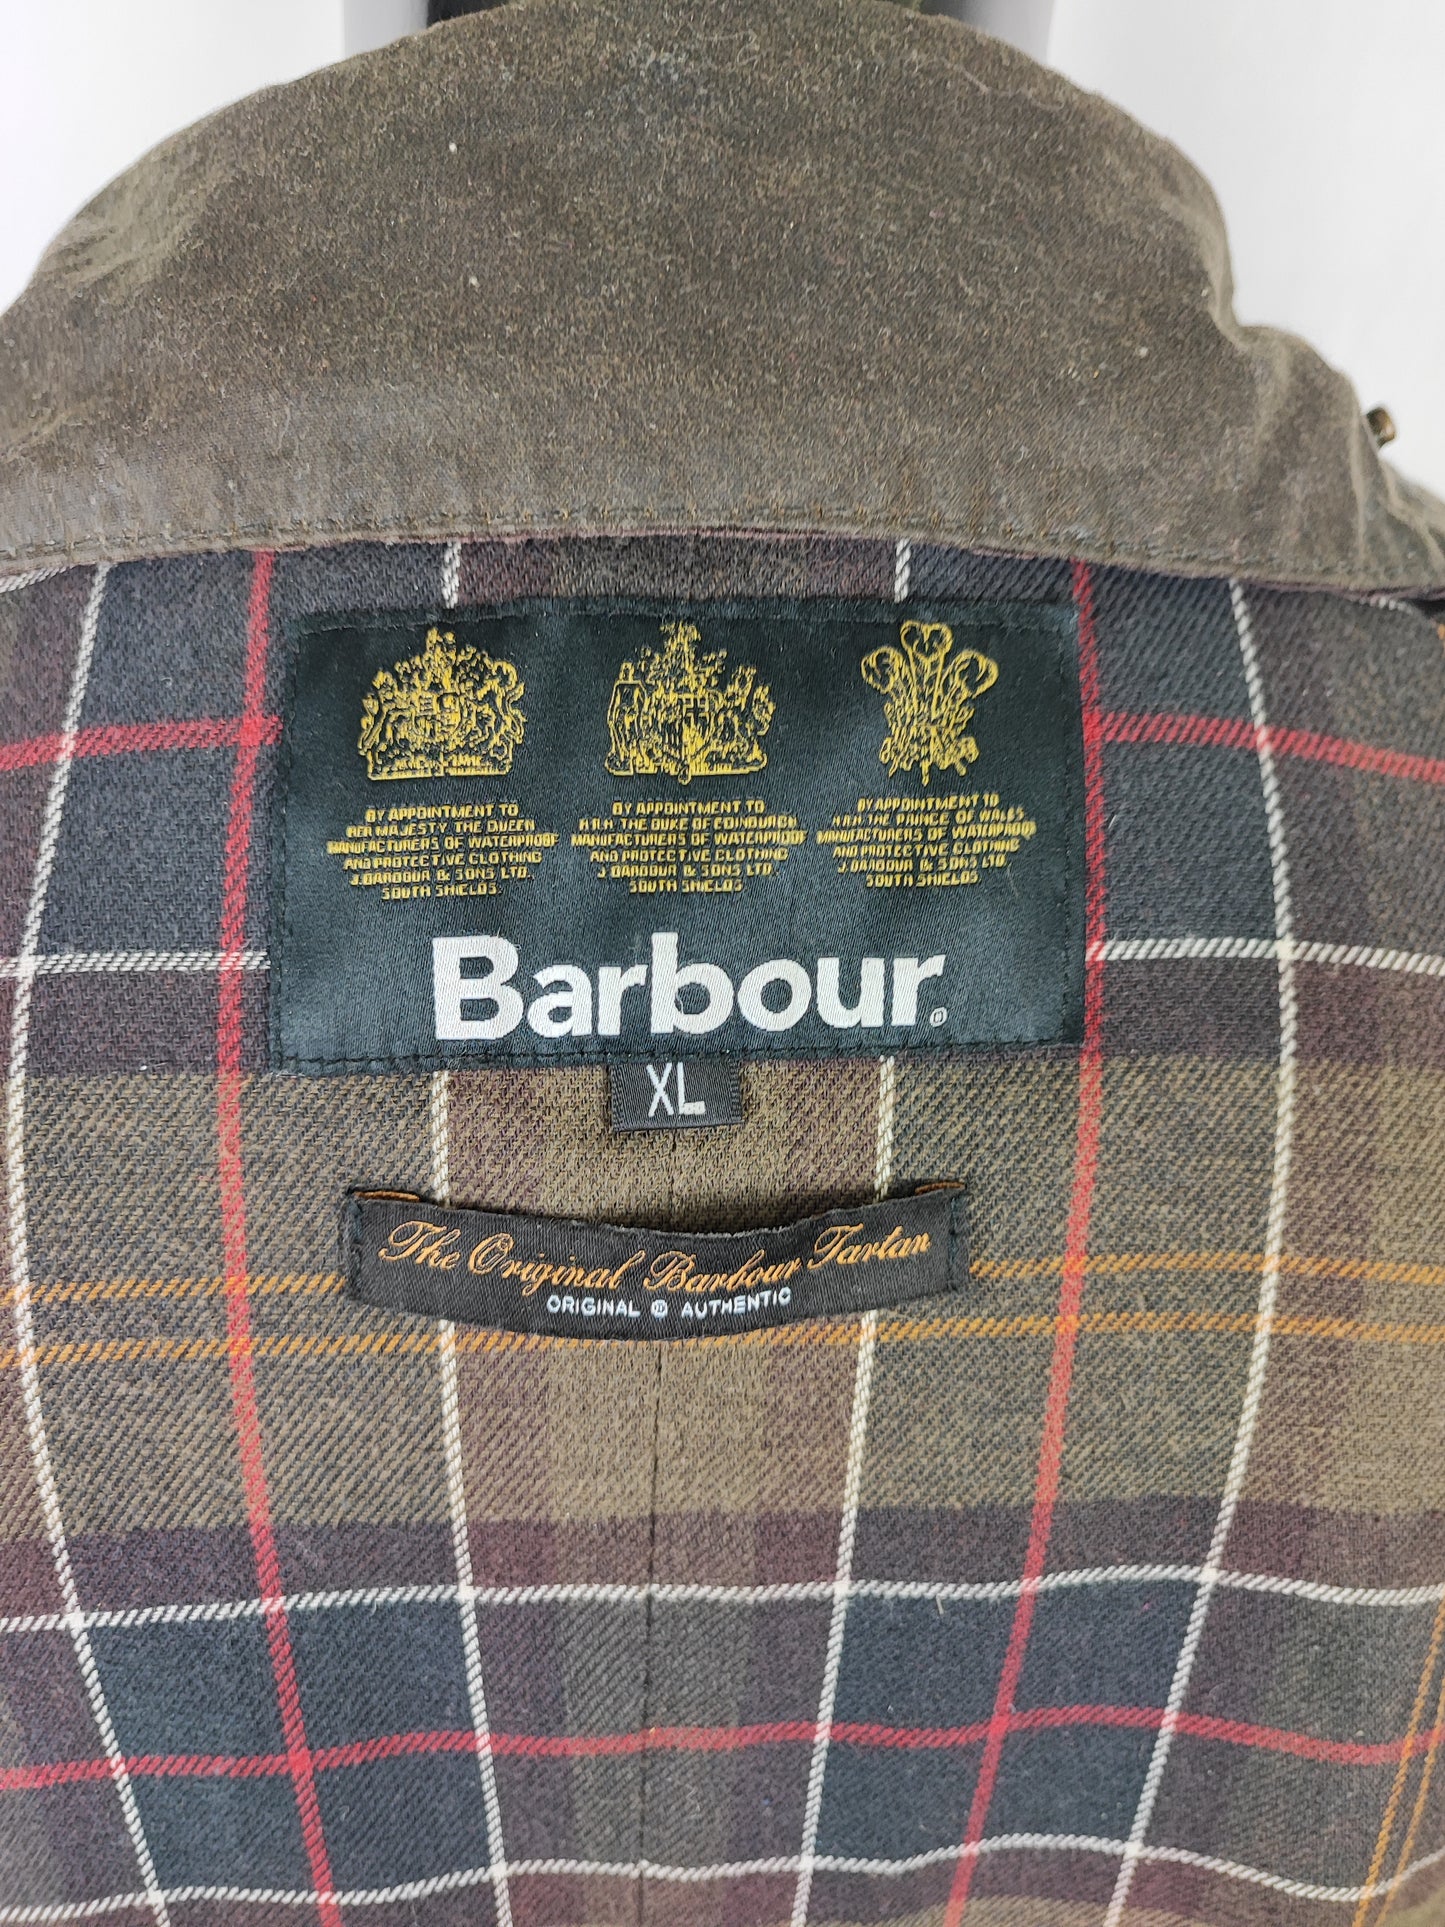 BY APPOINTMENT TO
HER MAJESTY THE QUEEN
MANUFACTURERS OF WATERPROOF
AND PROTECTIVE CLOTHING
J. BARBOUR & SONS LTD.
SOUTH SHIELDS
BY APPOINTMENT TO
H.R.H. THE DUKE OF EDINBURGH
MANUFACTURERS OF WATERPROOF
AND PROTECTIVE CLOTHING
J. BARBOUR & SONS LTD.
SOUTH SHIELDS
BY APPOINTMENT TO
H.R.H. THE PRINCE OF WALES
MANUFACTURERS OF WATERPROOF
AND PROTECTIVE CLOTHING
J. BARBOUR & SONS LTD.
SOUTH SHIELDS
Barbour®
XL
The Original Barbour Tartan
ORIGINAL AUTHENTIC